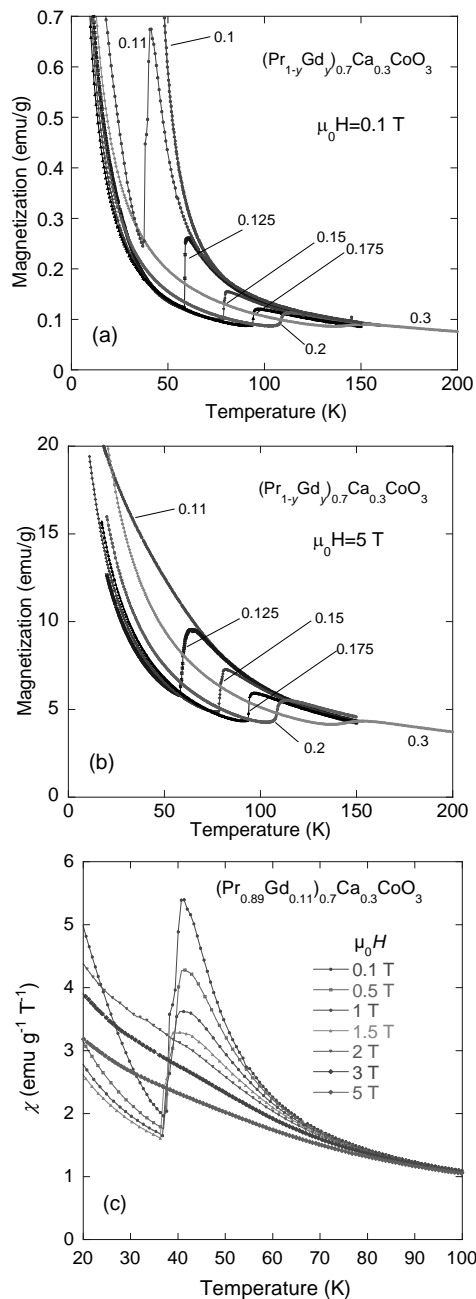 0.7
0.6
0.5
0.4
0.3
0.2
0.1
0
Magnetization (emu/g)
0 50 100 150 200
Temperature (K)
0.11
0.1
(Pr₁₋yGdy)₀.₇Ca₀.₃CoO₃
μ₀H=0.1 T
0.125
0.15
0.175
0.3
0.2
(a)
20
15
10
5
0
Magnetization (emu/g)
0 50 100 150 200
Temperature (K)
(Pr₁₋yGdy)₀.₇Ca₀.₃CoO₃
0.11
μ₀H=5 T
0.125
0.15
0.175
0.2
0.3
(b)
6
5
4
3
2
1
0
χ (emu g⁻¹ T⁻¹)
20 30 40 50 60 70 80 90 100
Temperature (K)
(Pr₀.₈₉Gd₀.₁₁)₀.₇Ca₀.₃CoO₃
μ₀H
0.1 T
0.5 T
1 T
1.5 T
2 T
3 T
5 T
(c)